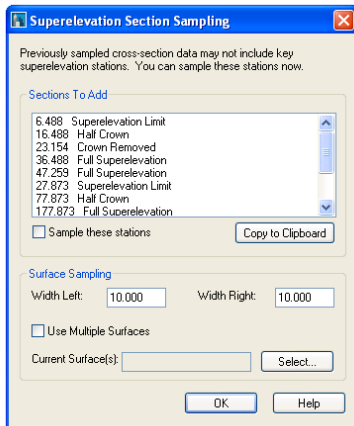 Superelevation Section Sampling
Previously sampled cross-section data may not include key
superelevation stations. You can sample these stations now.
Sections To Add
6.488 Superelevation Limit
16.488 Half Crown
23.154 Crown Removed
36.488 Full Superelevation
47.259 Full Superelevation
27.873 Superelevation Limit
77.873 Half Crown
177.873 Full Superelevation
Sample these stations Copy to Clipboard
Surface Sampling
Width Left: 10.000 Width Right: 10.000
Use Multiple Surfaces
Current Surface(s): Select...
OK Help